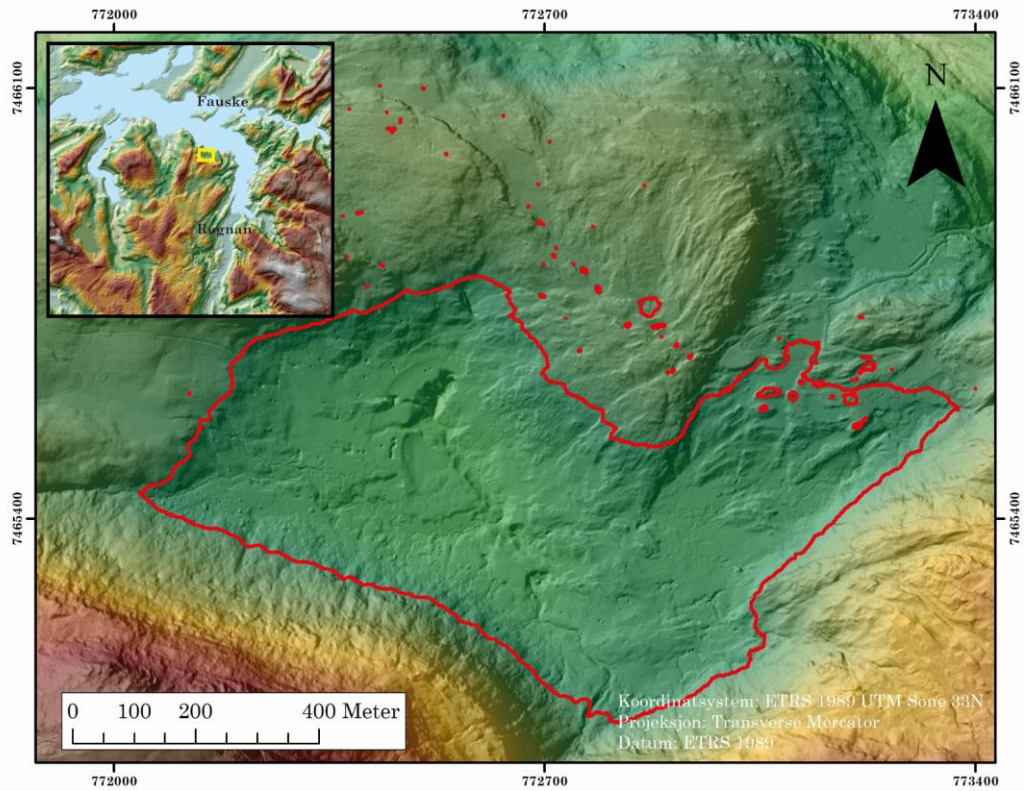 772000 772700 773400
7466100 7466100
N
Fauske
Rognan
7465400 7465400
0 100 200 400 Meter
Koordinatsystem: ETRS 1989 UTM Sone 33N
Projeksjon: Transverse Mercator
Datum: ETRS 1989
772000 772700 773400